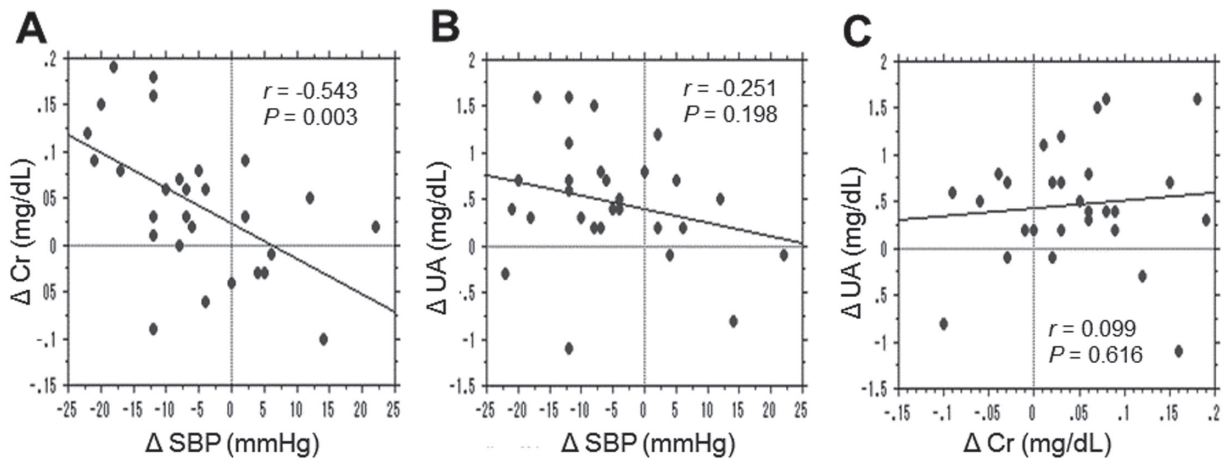 A
.2
.15
.1
.05
0
05
-.1
-.15
Δ Cr (mg/dL)
r = -0.543
P = 0.003
-25 -20 -15 -10 -5 0 5 10 15 20 25
Δ SBP (mmHg)
B
2
1.5
1
.5
0
.5
-1
-1.5
Δ UA (mg/dL)
r = -0.251
P = 0.198
-25 -20 -15 -10 -5 0 5 10 15 20 25
Δ SBP (mmHg)
C
2
1.5
1
.5
0
.5
-1
-1.5
Δ UA (mg/dL)
r = 0.099
P = 0.616
-.15 -.1 -.05 0 .05 .1 .15 .2
Δ Cr (mg/dL)